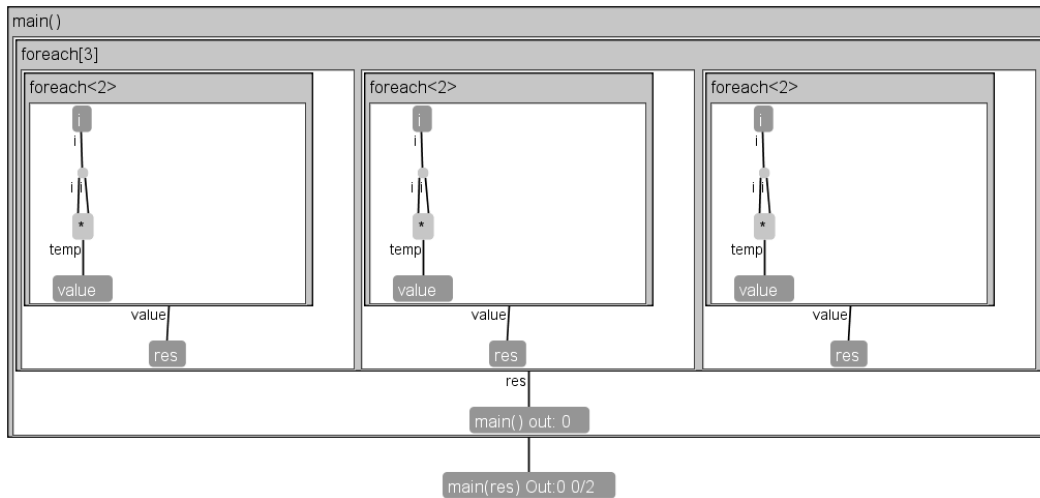 main()
foreach[3]
foreach<2> foreach<2> foreach<2>
i i i
i i i
i i i i i i
* * *
temp temp temp
value value value
value value value
res res res
res
main() out: 0
main(res) Out:0 0/2